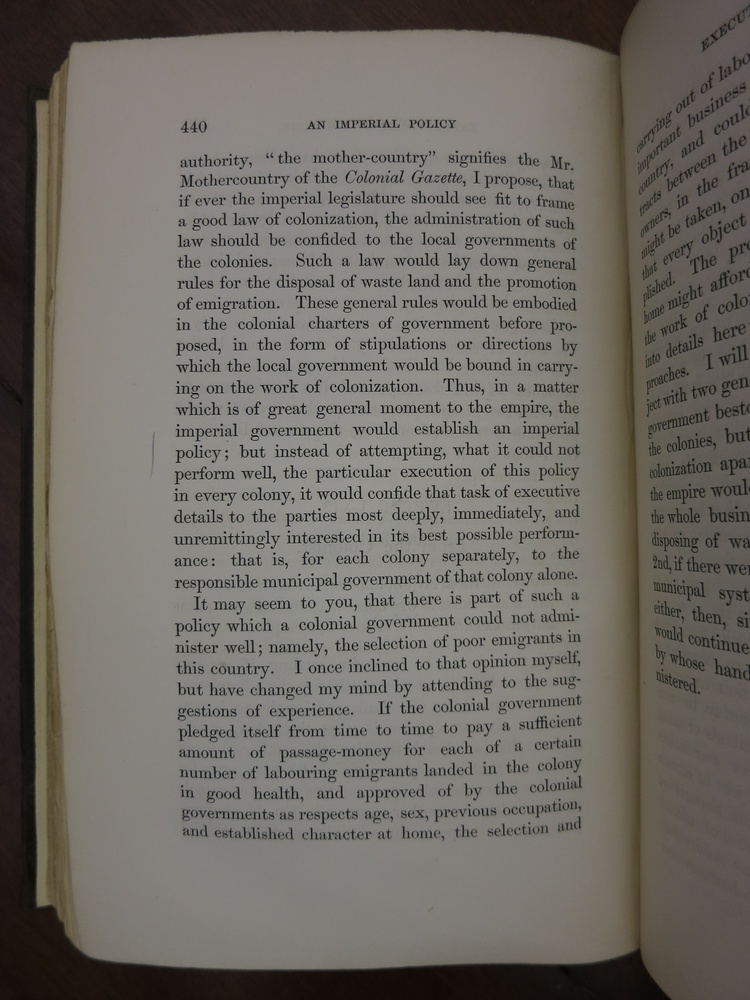 440 AN IMPERIAL POLICY
authority, “the mother-country” signifies the Mr.
Mothercountry of the Colonial Gazette, I propose, that
if ever the imperial legislature should see fit to frame
a good law of colonization, the administration of such
law should be confided to the local governments of
the colonies. Such a law would lay down general
rules for the disposal of waste land and the promotion
of emigration. These general rules would be embodied
in the colonial charters of government before pro-
posed, in the form of stipulations or directions by
which the local government would be bound in carry-
ing on the work of colonization. Thus, in a matter
which is of great general moment to the empire, the
imperial government would establish an imperial
policy; but instead of attempting, what it could not
perform well, the particular execution of this policy
in every colony, it would confide that task of executive
details to the parties most deeply, immediately, and
unremittingly interested in its best possible perform-
ance: that is, for each colony separately, to the
responsible municipal government of that colony alone.
It may seem to you, that there is part of such a
policy which a colonial government could not admi-
nister well; namely, the selection of poor emigrants in
this country. I once inclined to that opinion myself,
but have changed my mind by attending to the sug-
gestions of experience. If the colonial government
pledged itself from time to time to pay a sufficient
amount of passage-money for each of a certain
number of labouring emigrants landed in the colony
in good health, and approved of by the colonial
governments as respects age, sex, previous occupation,
and established character at home, the selection and
carrying out of labo
important business
country, and could
tracts between the
owners, in the fra
might be taken, on
that every object
plished. The pro
home might afford
the work of colo
into details here
proaches. I will
ject with two gen
government besto
the colonies, but
colonization apa
the empire woul
the whole busin
disposing of wa
2nd, if there wer
municipal syst
either, then, si
would continue
by whose hand
nistered.